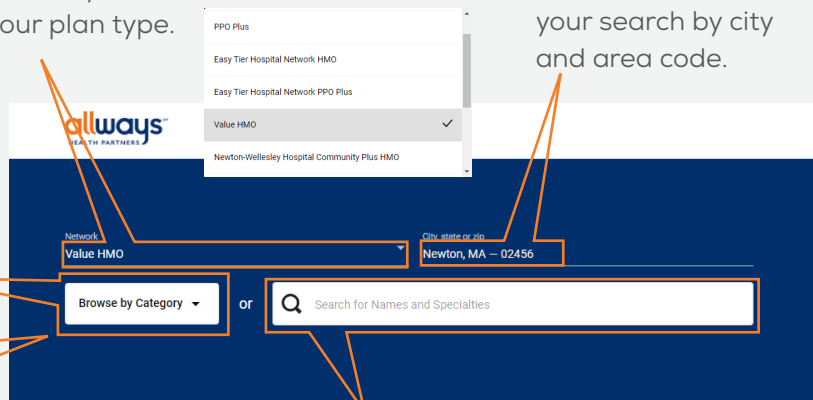 our plan type.
PPO Plus
Easy Tier Hospital Network HMO
Easy Tier Hospital Network PPO Plus
Value HMO
Newton-Wellesley Hospital Community Plus HMO
your search by city
and area code.
allways
HEALTH PARTNERS
Network
Value HMO
City, state or zip
Newton, MA — 02456
Browse by Category
or
Search for Names and Specialties